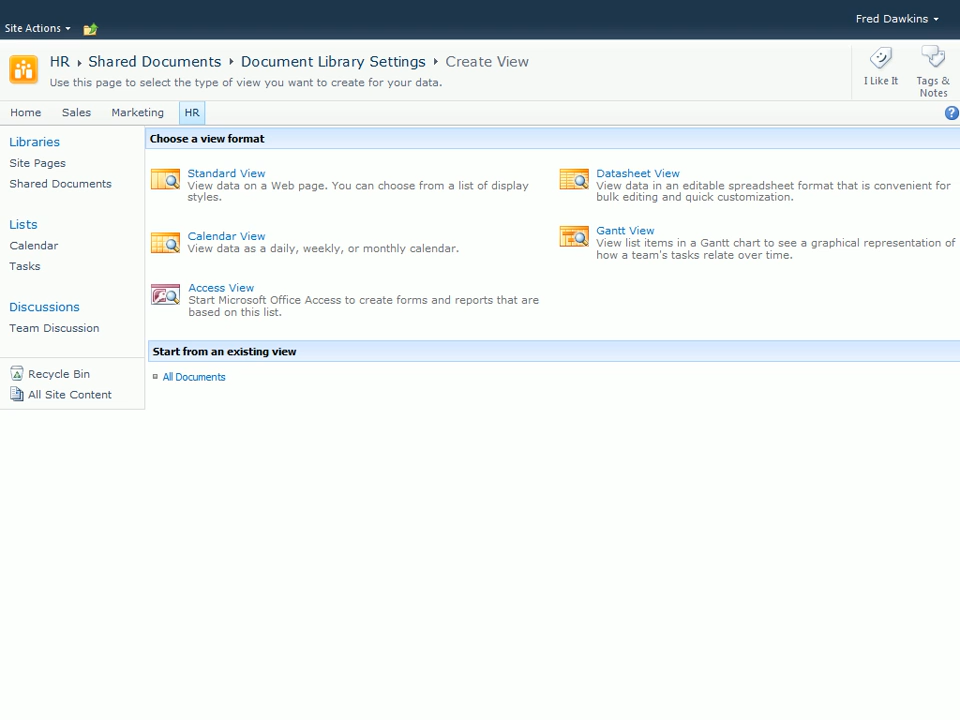 Site Actions
Fred Dawkins
HR
Shared Documents
Document Library Settings
Create View
Use this page to select the type of view you want to create for your data.
I Like It
Tags &
Notes
Home
Sales
Marketing
HR
Libraries
Site Pages
Shared Documents
Lists
Calendar
Tasks
Discussions
Team Discussion
Recycle Bin
All Site Content
Choose a view format
Standard View
View data on a Web page. You can choose from a list of display
styles.
Datasheet View
View data in an editable spreadsheet format that is convenient for
bulk editing and quick customization.
Calendar View
View data as a daily, weekly, or monthly calendar.
Gantt View
View list items in a Gantt chart to see a graphical representation of
how a team's tasks relate over time.
Access View
Start Microsoft Office Access to create forms and reports that are
based on this list.
Start from an existing view
All Documents